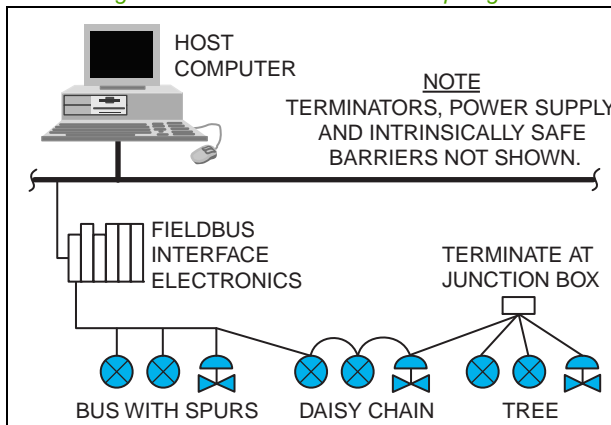 HOST
COMPUTER
NOTE
TERMINATORS, POWER SUPPLY
AND INTRINSICALLY SAFE
BARRIERS NOT SHOWN.
FIELDBUS
INTERFACE
ELECTRONICS
TERMINATE AT
JUNCTION BOX
BUS WITH SPURS
DAISY CHAIN
TREE